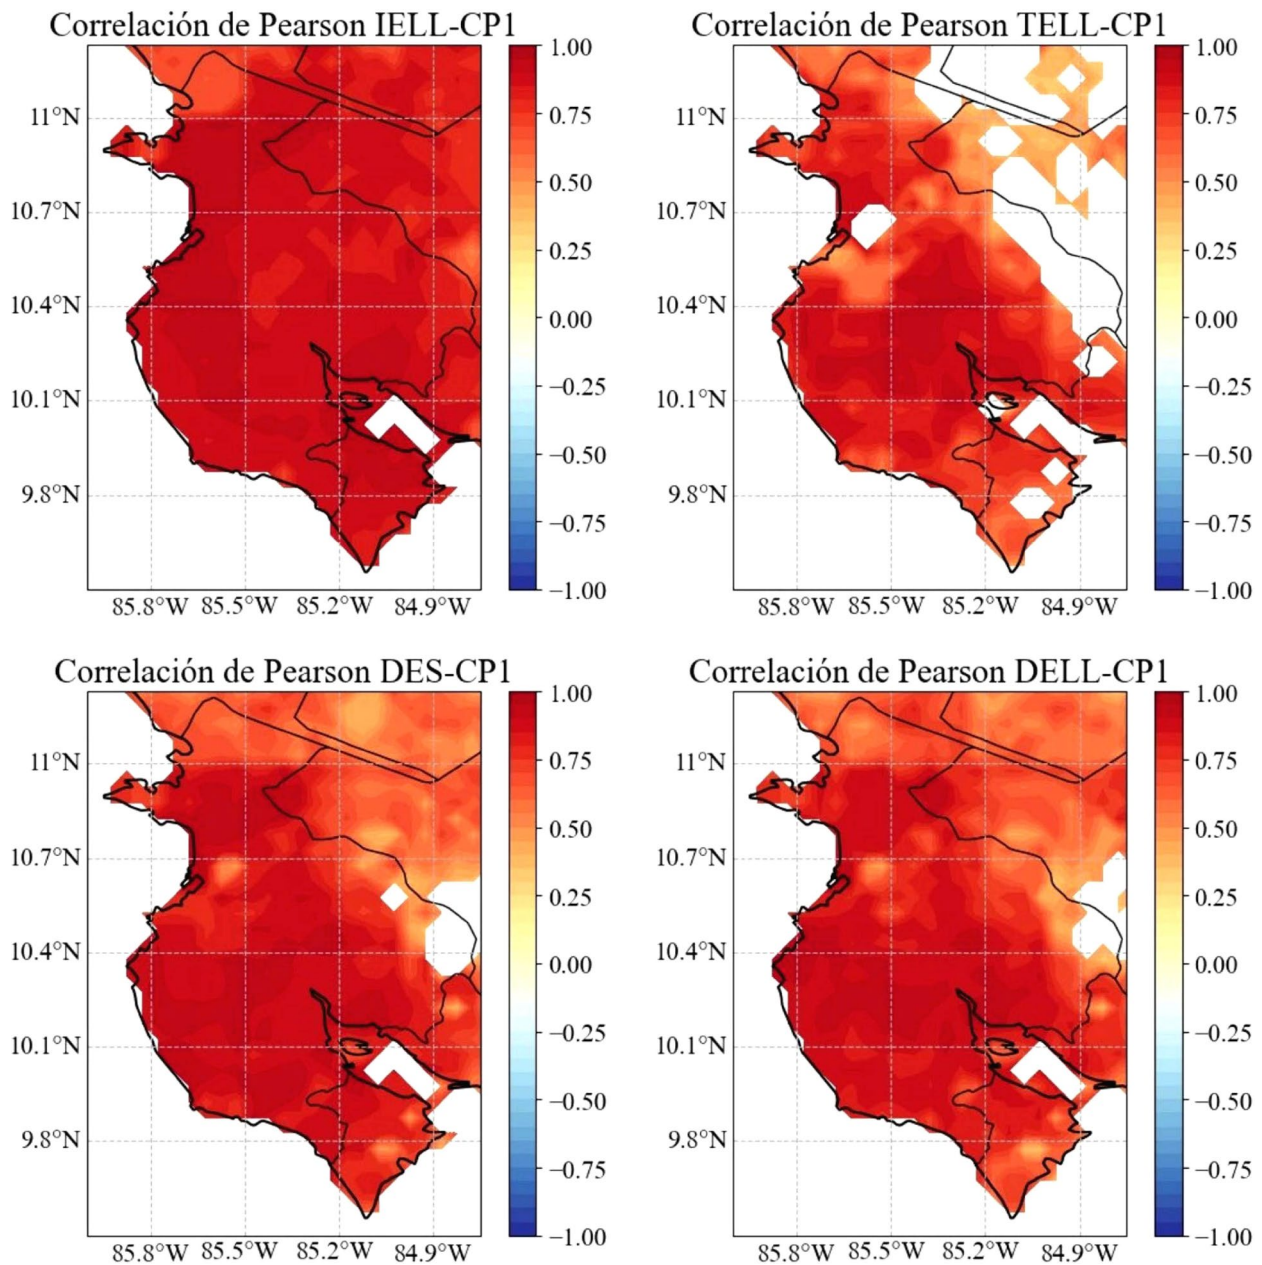 Correlación de Pearson IELL-CP1
1.00
0.75
0.50
0.25
0.00
−0.25
−0.50
−0.75
−1.00
11°N
10.7°N
10.4°N
10.1°N
9.8°N
85.8°W 85.5°W 85.2°W 84.9°W
Correlación de Pearson TELL-CP1
1.00
0.75
0.50
0.25
0.00
−0.25
−0.50
−0.75
−1.00
11°N
10.7°N
10.4°N
10.1°N
9.8°N
85.8°W 85.5°W 85.2°W 84.9°W
Correlación de Pearson DES-CP1
1.00
0.75
0.50
0.25
0.00
−0.25
−0.50
−0.75
−1.00
11°N
10.7°N
10.4°N
10.1°N
9.8°N
85.8°W 85.5°W 85.2°W 84.9°W
Correlación de Pearson DELL-CP1
1.00
0.75
0.50
0.25
0.00
−0.25
−0.50
−0.75
−1.00
11°N
10.7°N
10.4°N
10.1°N
9.8°N
85.8°W 85.5°W 85.2°W 84.9°W